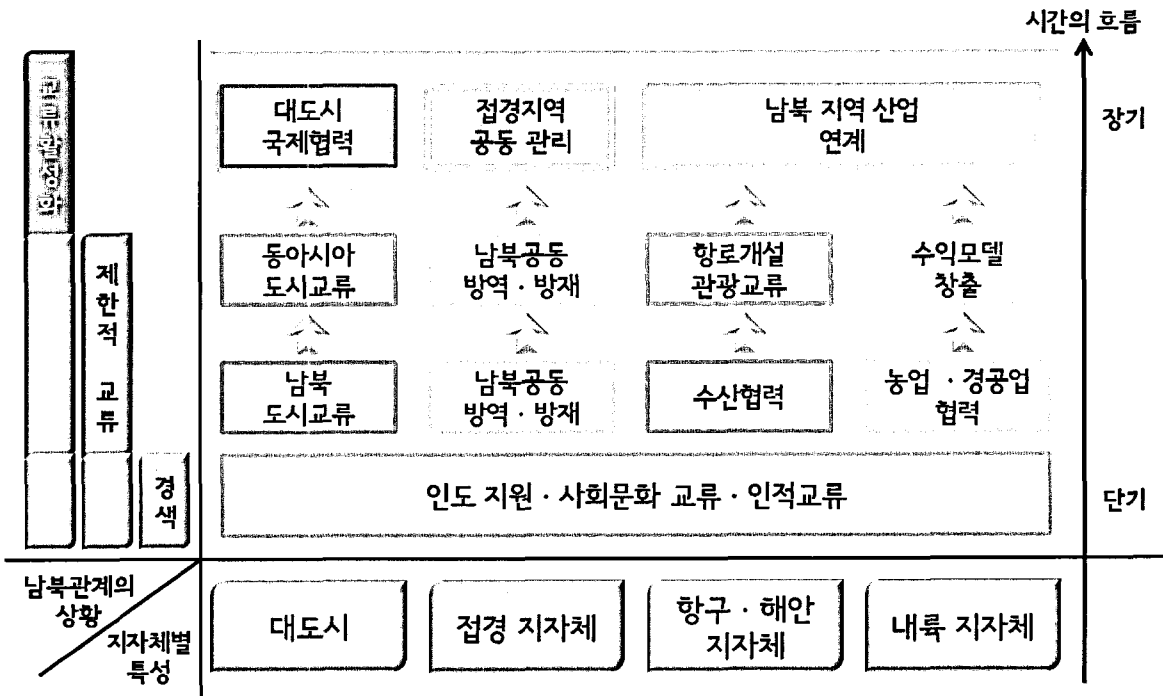 시간의 흐름
교류활성화
대도시
국제협력
접경지역
공동 관리
남북 지역 산업
연계
장기
제한적 교류
동아시아
도시교류
남북공동
방역 · 방재
항로개설
관광교류
수익모델
창출
남북
도시교류
남북공동
방역 · 방재
수산협력
농업 · 경공업
협력
경색
인도 지원 · 사회문화 교류 · 인적교류
단기
남북관계의
상황
지자체별
특성
대도시
접경 지자체
항구 · 해안
지자체
내륙 지자체